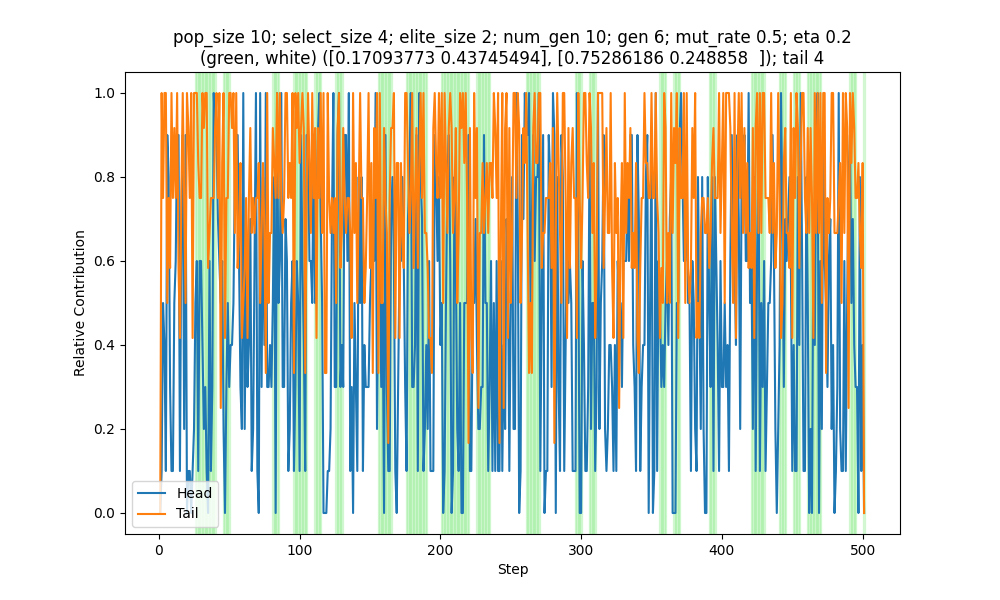 pop_size 10; select_size 4; elite_size 2; num_gen 10; gen 6; mut_rate 0.5; eta 0.2
(green, white) ([0.17093773 0.43745494], [0.75286186 0.248858  ]); tail 4
1.0
0.8
0.6
0.4
0.2
0.0
Relative Contribution
Head
Tail
0
100
200
300
400
500
Step